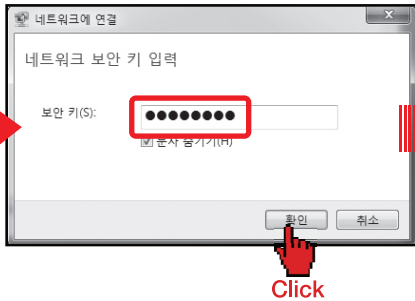 네트워크에 연결
네트워크 보안 키 입력
보안 키(S):
●●●●●●●●
문자 숨기기(H)
확인
취소
Click